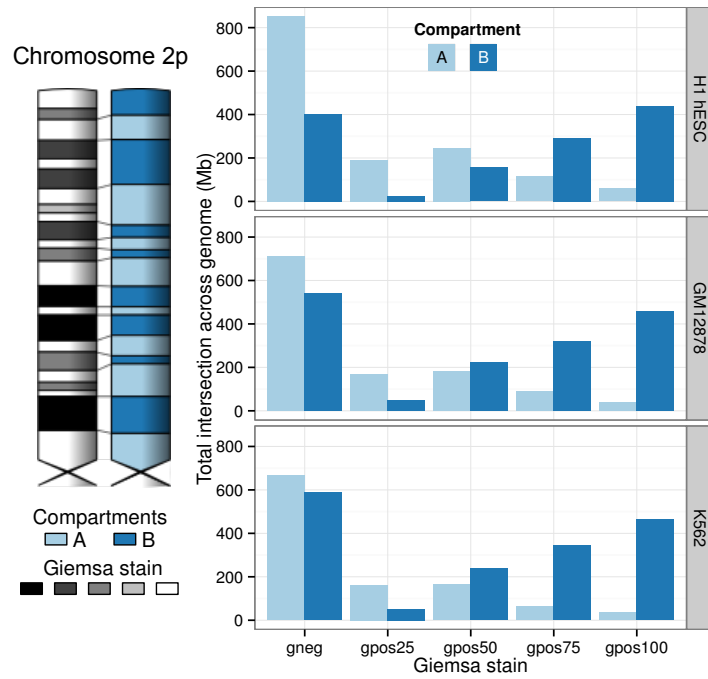 Chromosome 2p
Compartments
A B
Giemsa stain
Total intersection across genome (Mb)
Compartment
A B
800
600
400
200
0
H1 hESC
800
600
400
200
0
GM12878
800
600
400
200
0
K562
gneg gpos25 gpos50 gpos75 gpos100
Giemsa stain